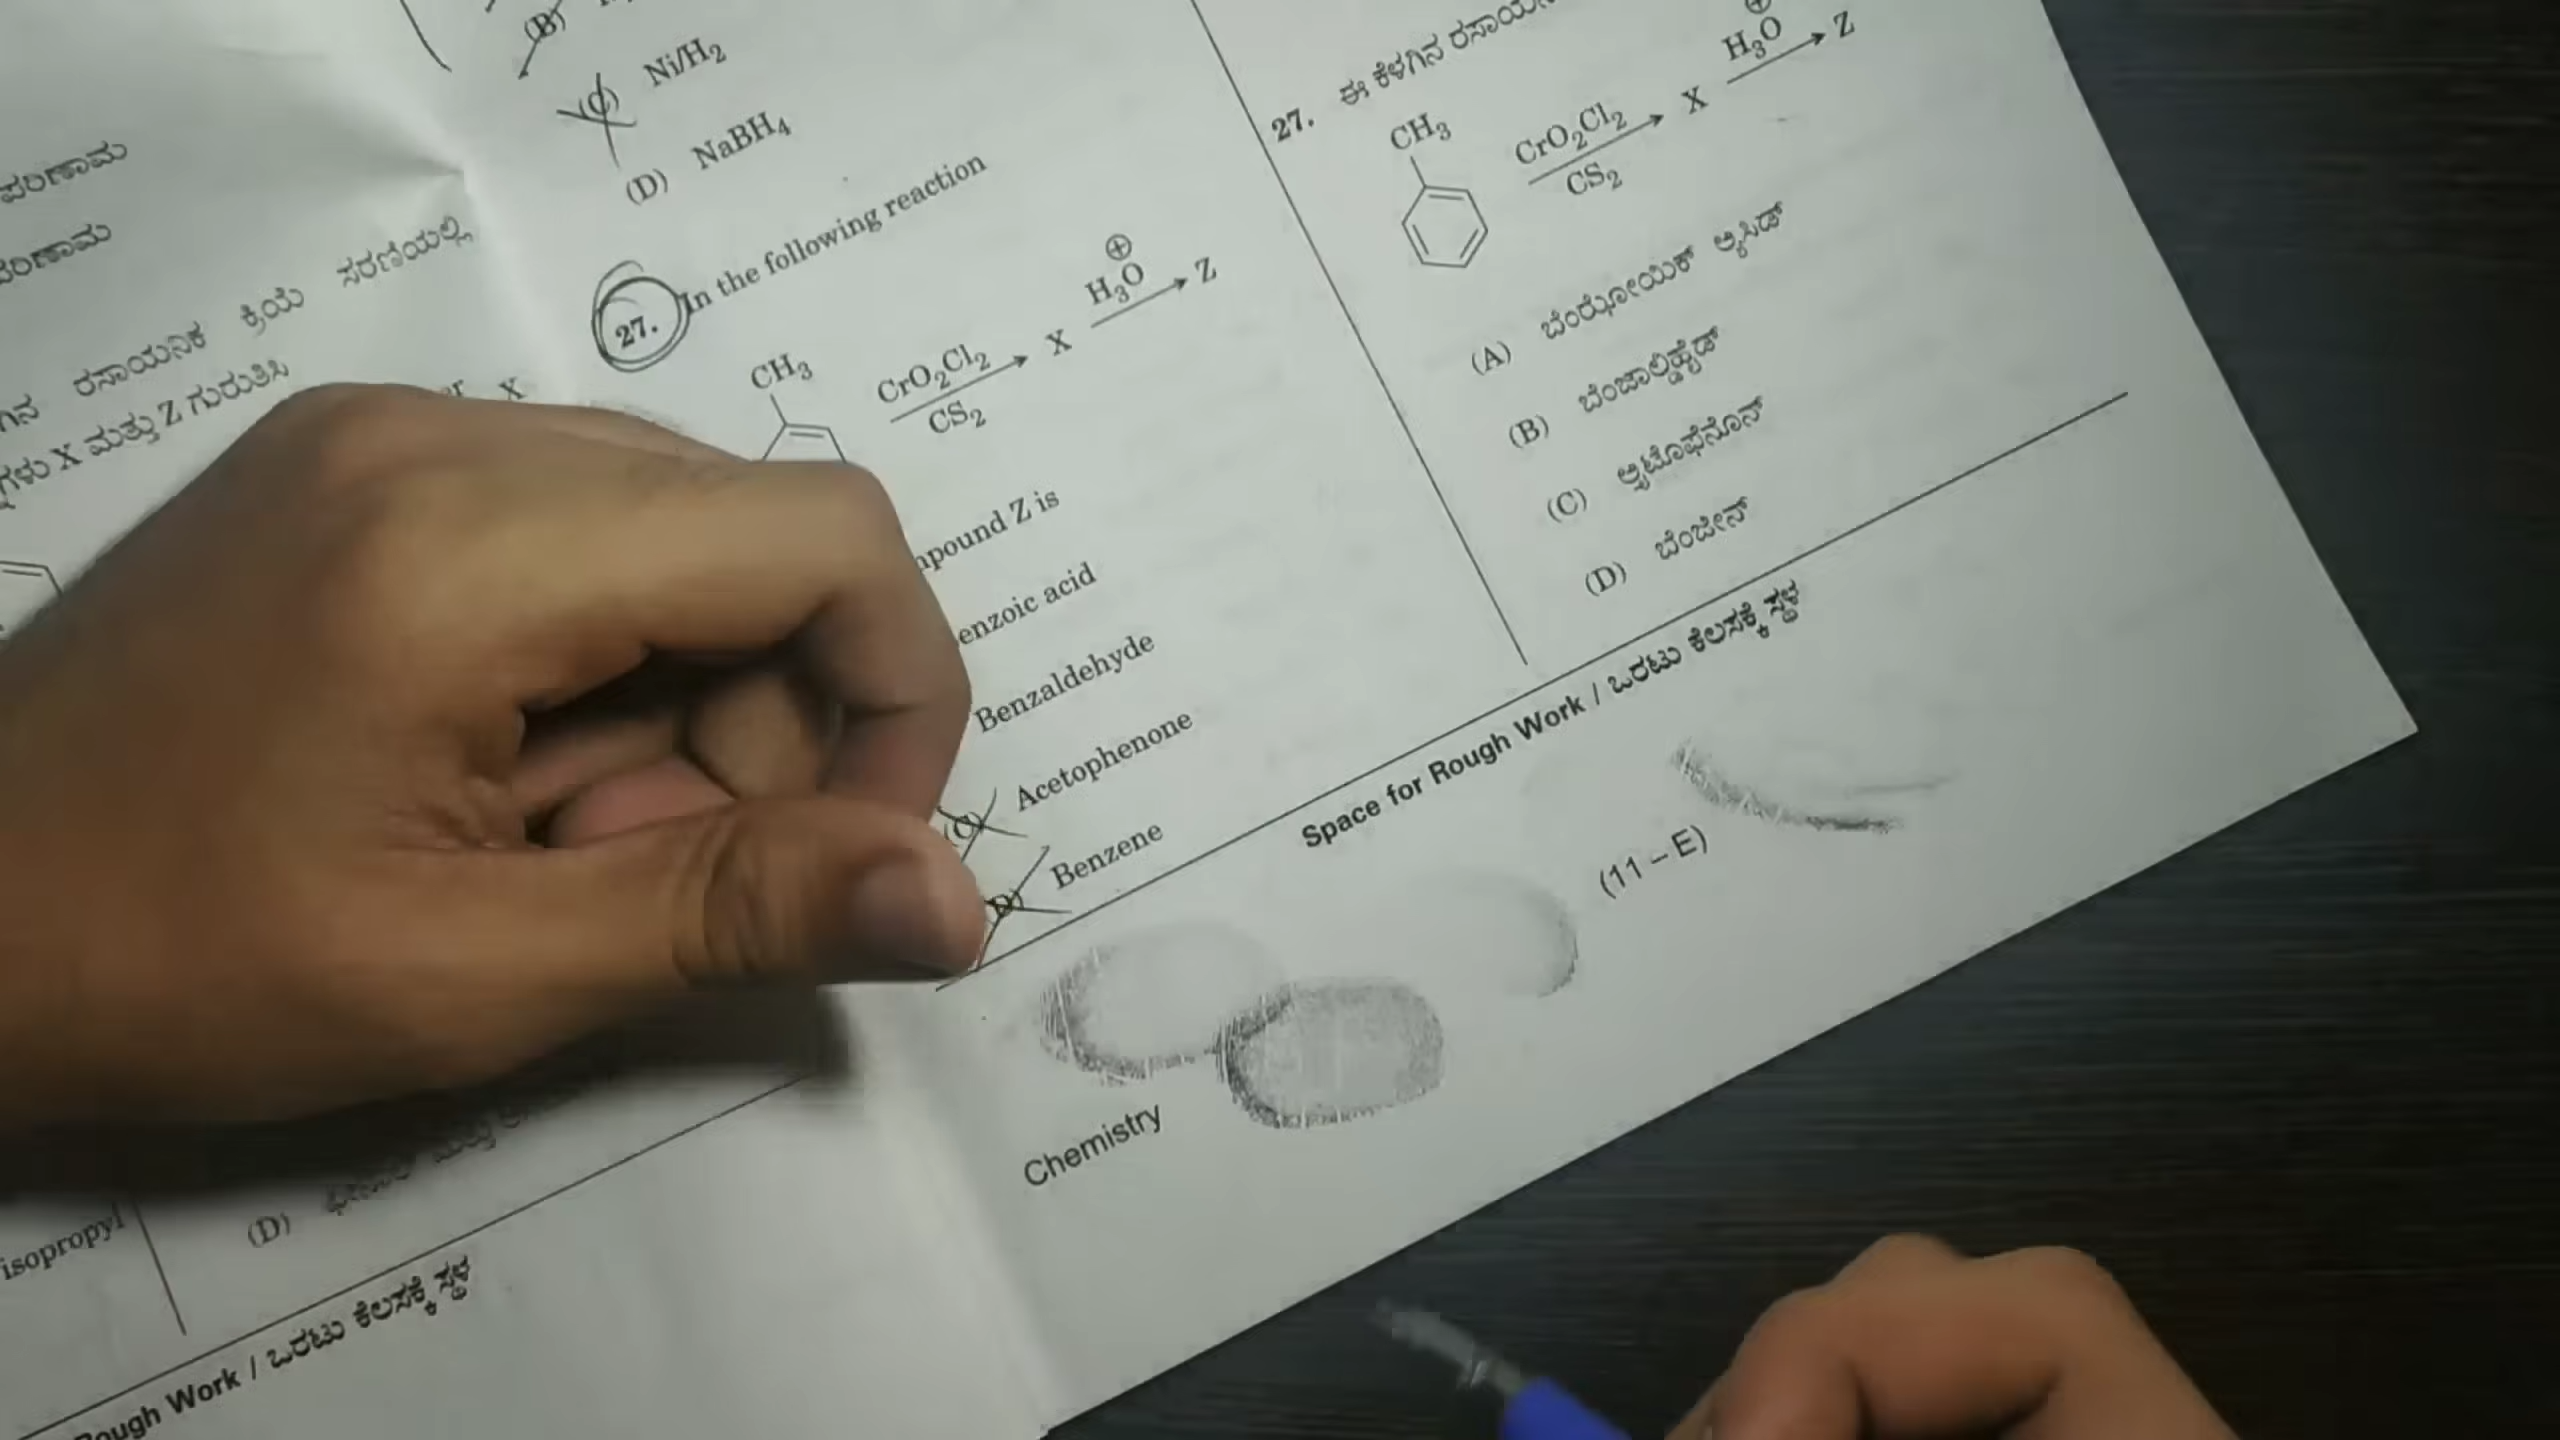 (B)
(C) Ni/H2
(D) NaBH4
27. In the following reaction
CH3
CrO2Cl2
CS2
X
H3O⊕
Z
Z is
acid
Benzaldehyde
(C) Acetophenone
(D) Benzene
27. ಈ ಕೆಳಗಿನ
CH3
CrO2Cl2
CS2
X
H3O⊕
Z
(A) ಬೆಂಝೋಯಿಕ್ ಆ್ಯಸಿಡ್
(B) ಬೆಂಜಾಲ್ಡಿಹೈಡ್
(C) ಆ್ಯಸಿಟೊಫೆನೊನ್
(D) ಬೆಂಜೀನ್
Space for Rough Work / ಒರಟು ಕೆಲಸಕ್ಕೆ ಸ್ಥಳ
(11 – E)
Chemistry
ಪರಿಣಾಮ
ಪರಿಣಾಮ
ರಸಾಯನಿಕ ಕ್ರಿಯೆ ಸರಣಿಯಲ್ಲಿ
X ಮತ್ತು Z ಗುರುತಿಸಿ
X
(D)
isopropyl
Rough Work / ಒರಟು ಕೆಲಸಕ್ಕೆ ಸ್ಥಳ